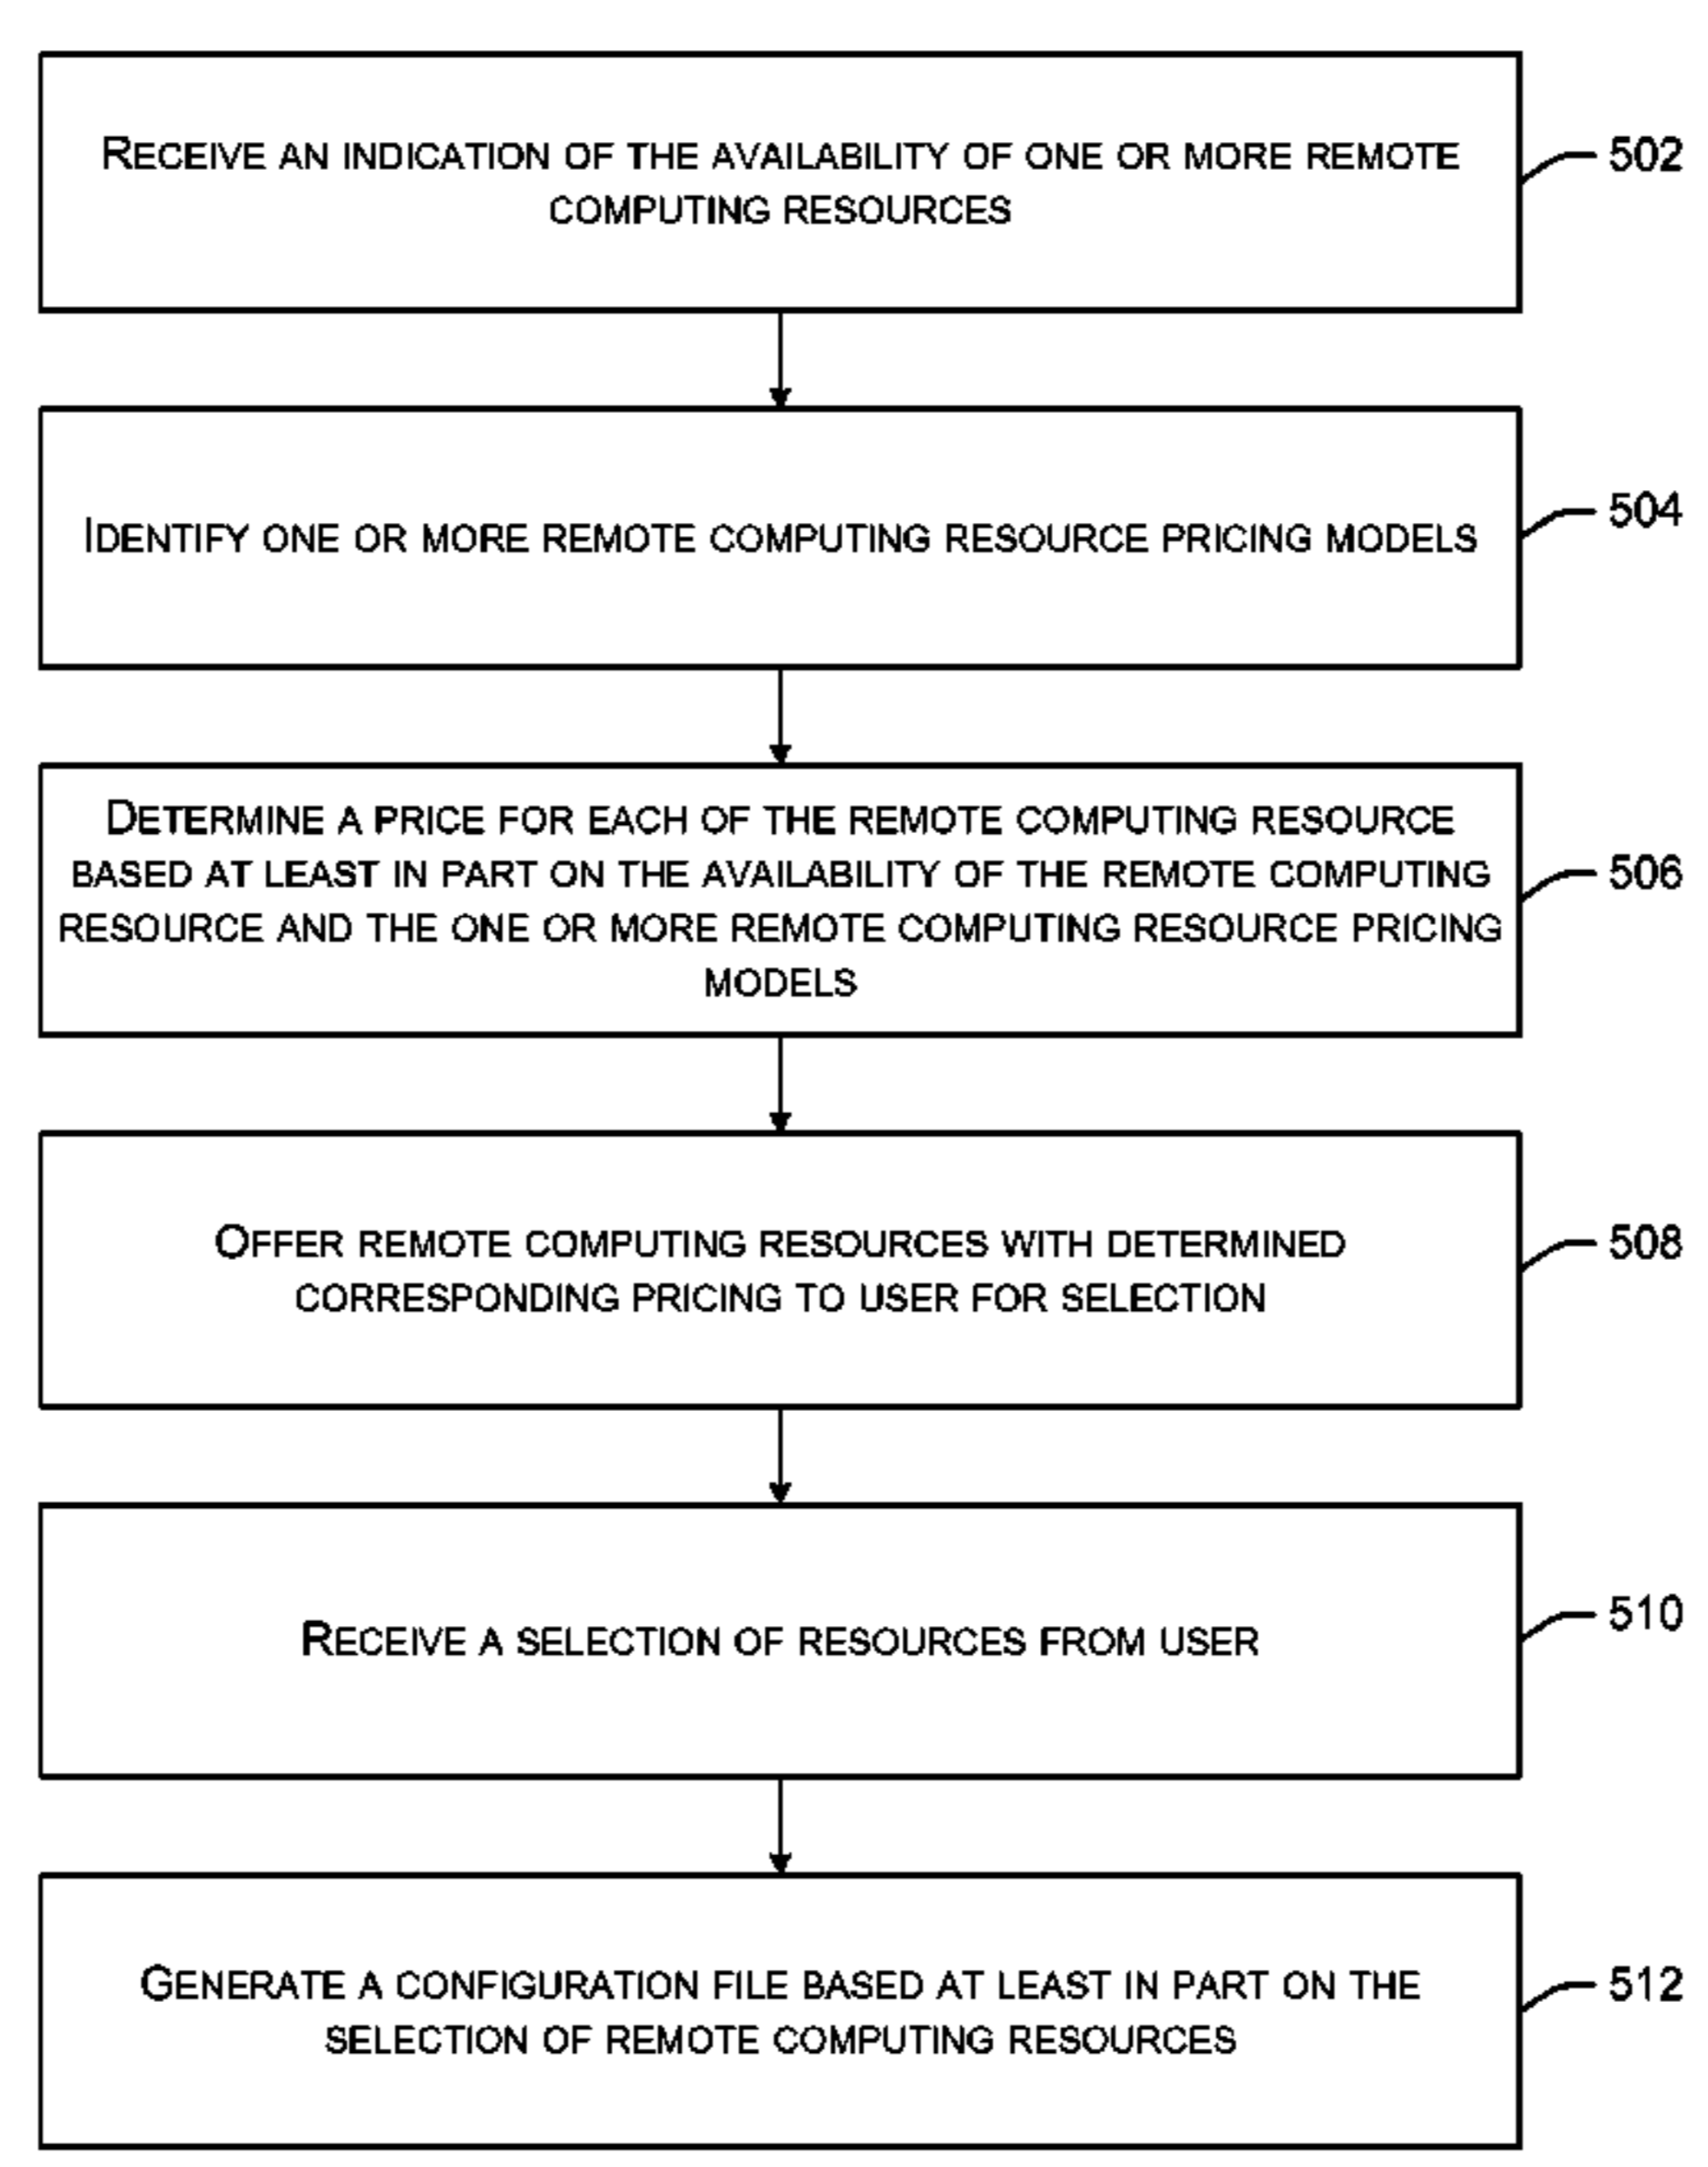 RECEIVE AN INDICATION OF THE AVAILABILITY OF ONE OR MORE REMOTE
COMPUTING RESOURCES
502
IDENTIFY ONE OR MORE REMOTE COMPUTING RESOURCE PRICING MODELS
504
DETERMINE A PRICE FOR EACH OF THE REMOTE COMPUTING RESOURCE
BASED AT LEAST IN PART ON THE AVAILABILITY OF THE REMOTE COMPUTING
RESOURCE AND THE ONE OR MORE REMOTE COMPUTING RESOURCE PRICING
MODELS
506
OFFER REMOTE COMPUTING RESOURCES WITH DETERMINED
CORRESPONDING PRICING TO USER FOR SELECTION
508
RECEIVE A SELECTION OF RESOURCES FROM USER
510
GENERATE A CONFIGURATION FILE BASED AT LEAST IN PART ON THE
SELECTION OF REMOTE COMPUTING RESOURCES
512